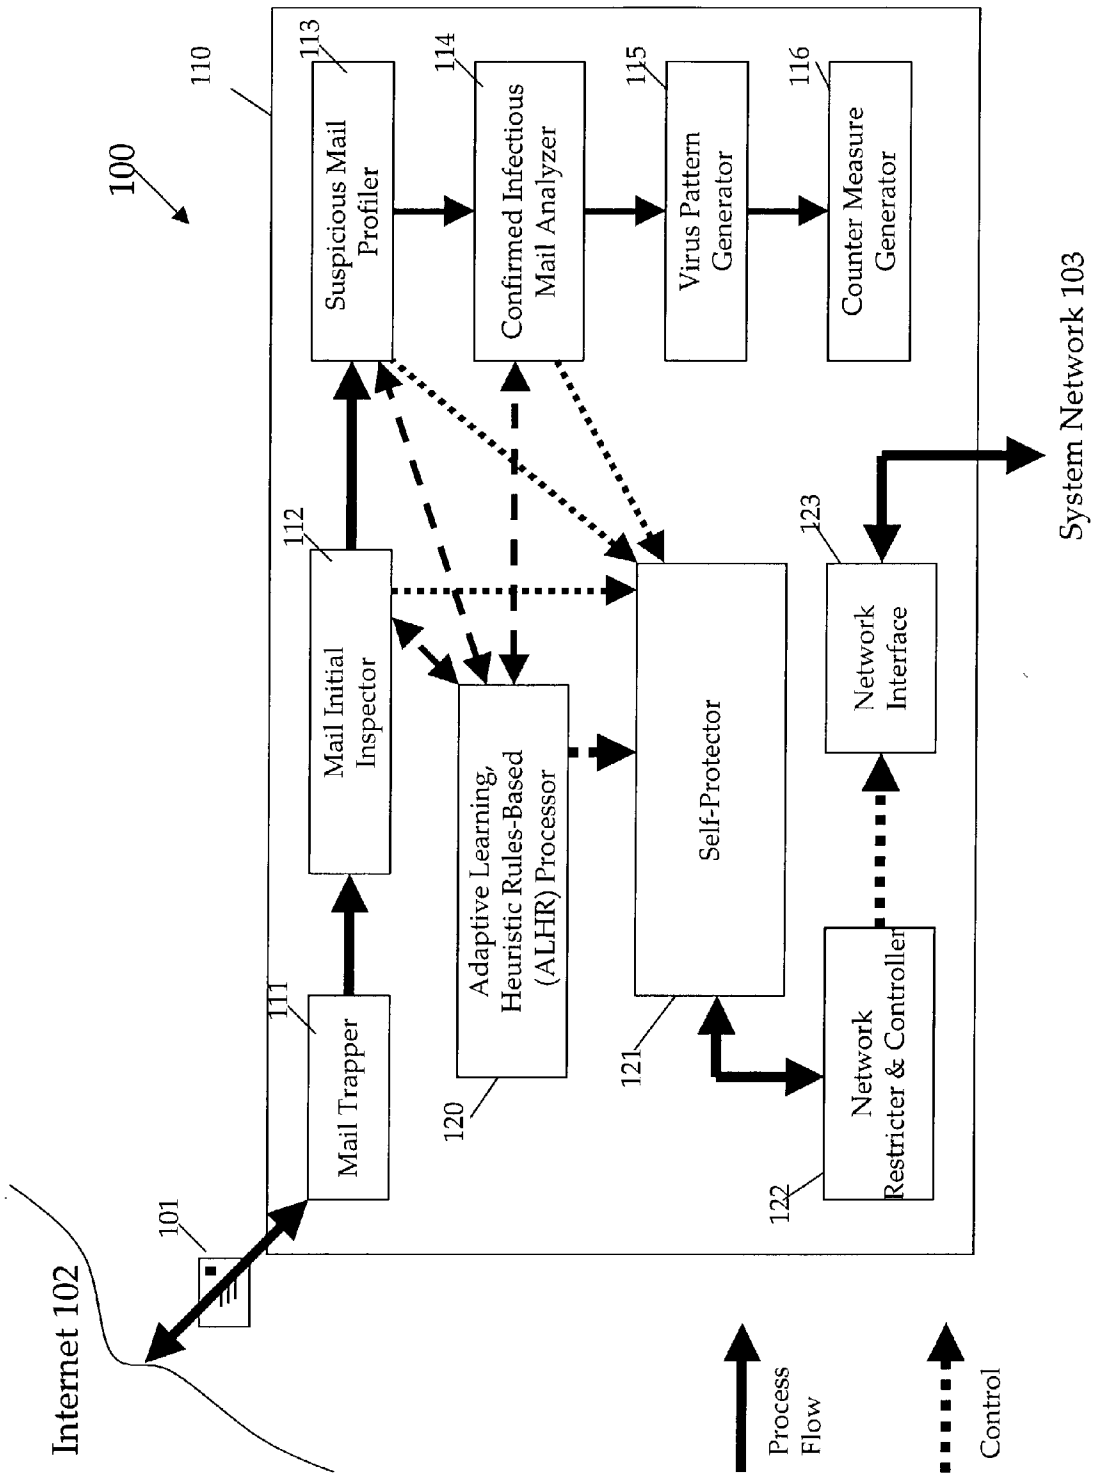 100
Internet 102
101
110
111
Mail Trapper
112
Mail Initial
Inspector
113
Suspicious Mail
Profiler
114
Confirmed Infectious
Mail Analyzer
115
Virus Pattern
Generator
116
Counter Measure
Generator
120
Adaptive Learning,
Heuristic Rules-Based
(ALHR) Processor
121
Self-Protector
122
Network
Restricter & Controller
123
Network
Interface
System Network 103
Process
Flow
Control